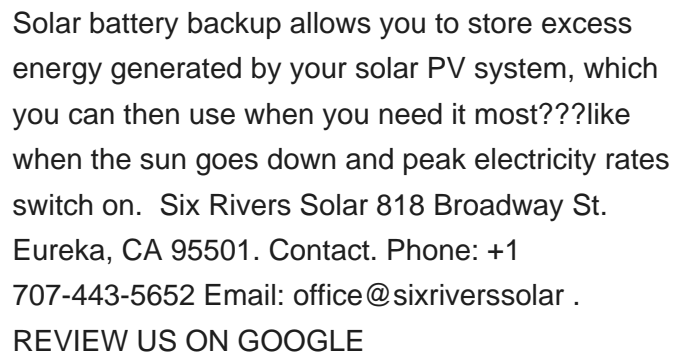 Solar battery backup allows you to store excess
energy generated by your solar PV system, which
you can then use when you need it most???like
when the sun goes down and peak electricity rates
switch on.  Six Rivers Solar 818 Broadway St.
Eureka, CA 95501. Contact. Phone: +1
707-443-5652 Email: office@sixriverssolar .
REVIEW US ON GOOGLE